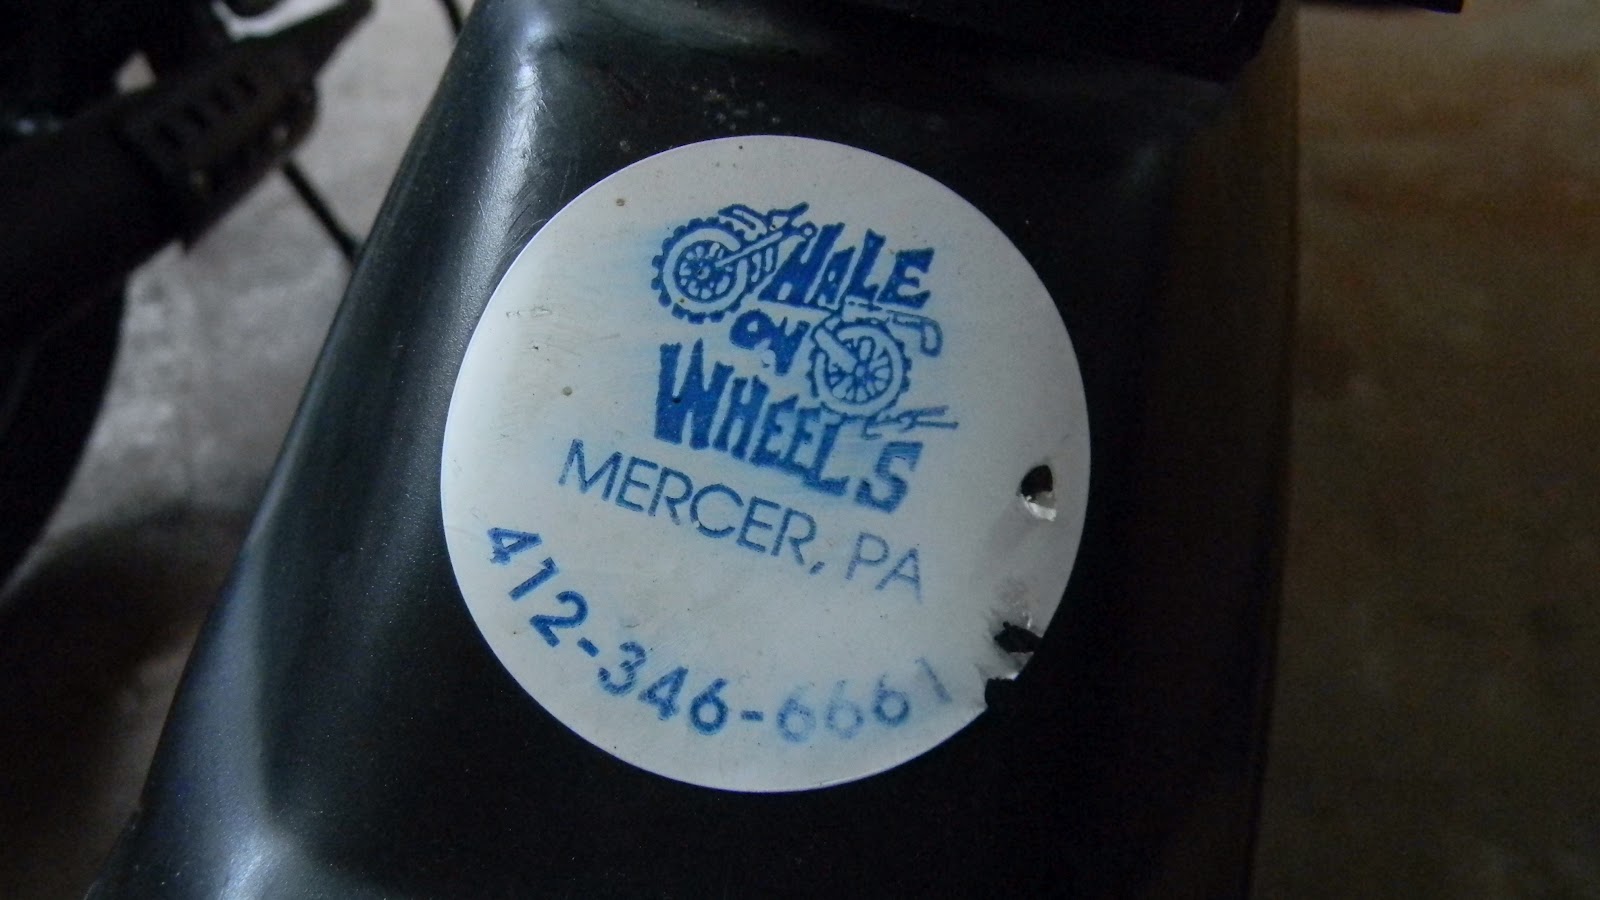 HALE
ON
WHEELS
MERCER, PA
412-346-6661